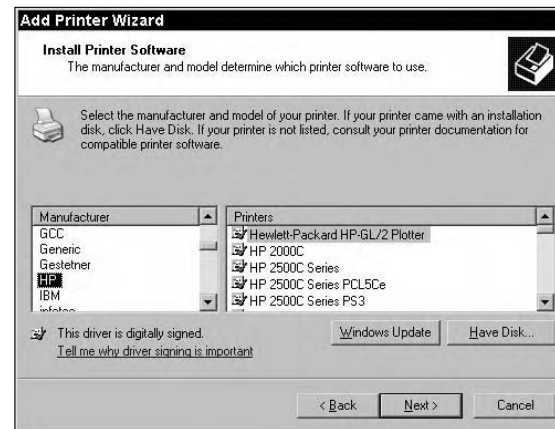 Add Printer Wizard
Install Printer Software
The manufacturer and model determine which printer software to use.
Select the manufacturer and model of your printer. If your printer came with an installation
disk, click Have Disk. If your printer is not listed, consult your printer documentation for
compatible printer software.
Manufacturer
GCC
Generic
Gestetner
HP
IBM
infotec
Printers
Hewlett-Packard HP-GL/2 Plotter
HP 2000C
HP 2500C Series
HP 2500C Series PCL5Ce
HP 2500C Series PS3
This driver is digitally signed.
Tell me why driver signing is important
Windows Update
Have Disk...
< Back
Next >
Cancel